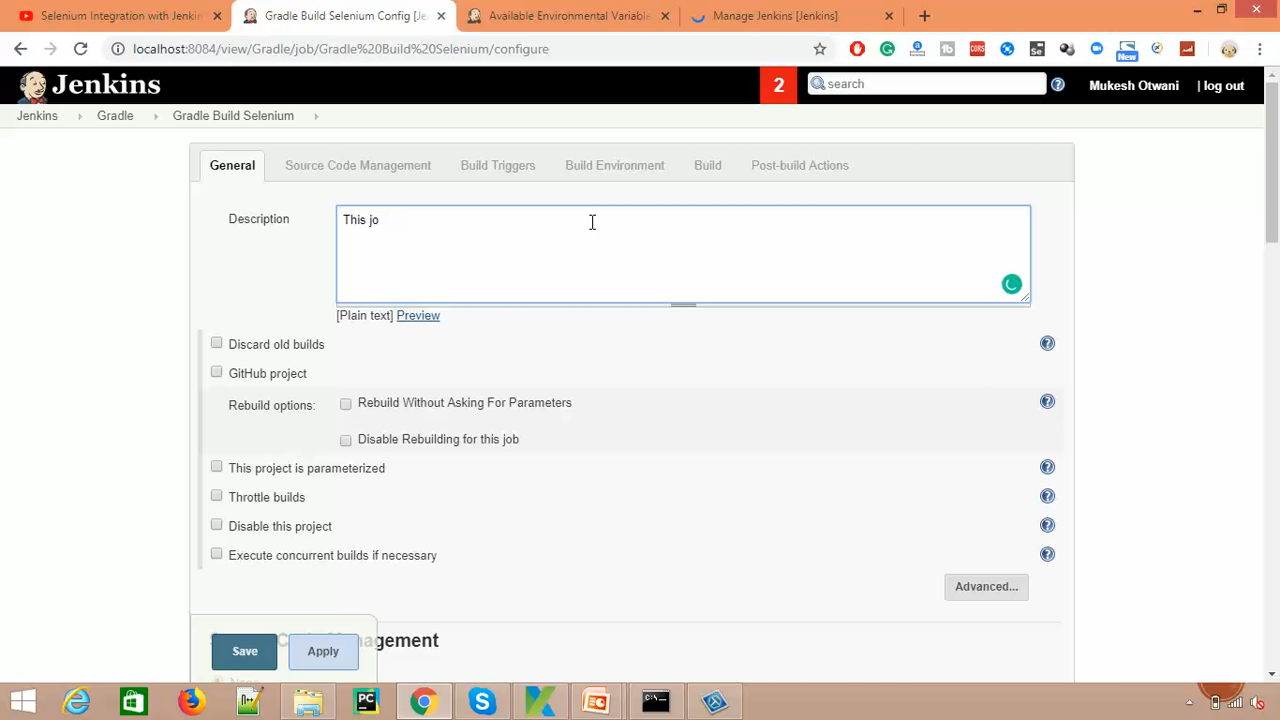 Selenium Integration with Jenkin
Gradle Build Selenium Config [Je
Available Environmental Variable
Manage Jenkins [Jenkins]
localhost:8084/view/Gradle/job/Gradle%20Build%20Selenium/configure
New
Jenkins
2
search
Mukesh Otwani
| log out
Jenkins
Gradle
Gradle Build Selenium
General
Source Code Management
Build Triggers
Build Environment
Build
Post-build Actions
Description
This jo
[Plain text] Preview
Discard old builds
GitHub project
Rebuild options:
Rebuild Without Asking For Parameters
Disable Rebuilding for this job
This project is parameterized
Throttle builds
Disable this project
Execute concurrent builds if necessary
Advanced...
Save
Apply